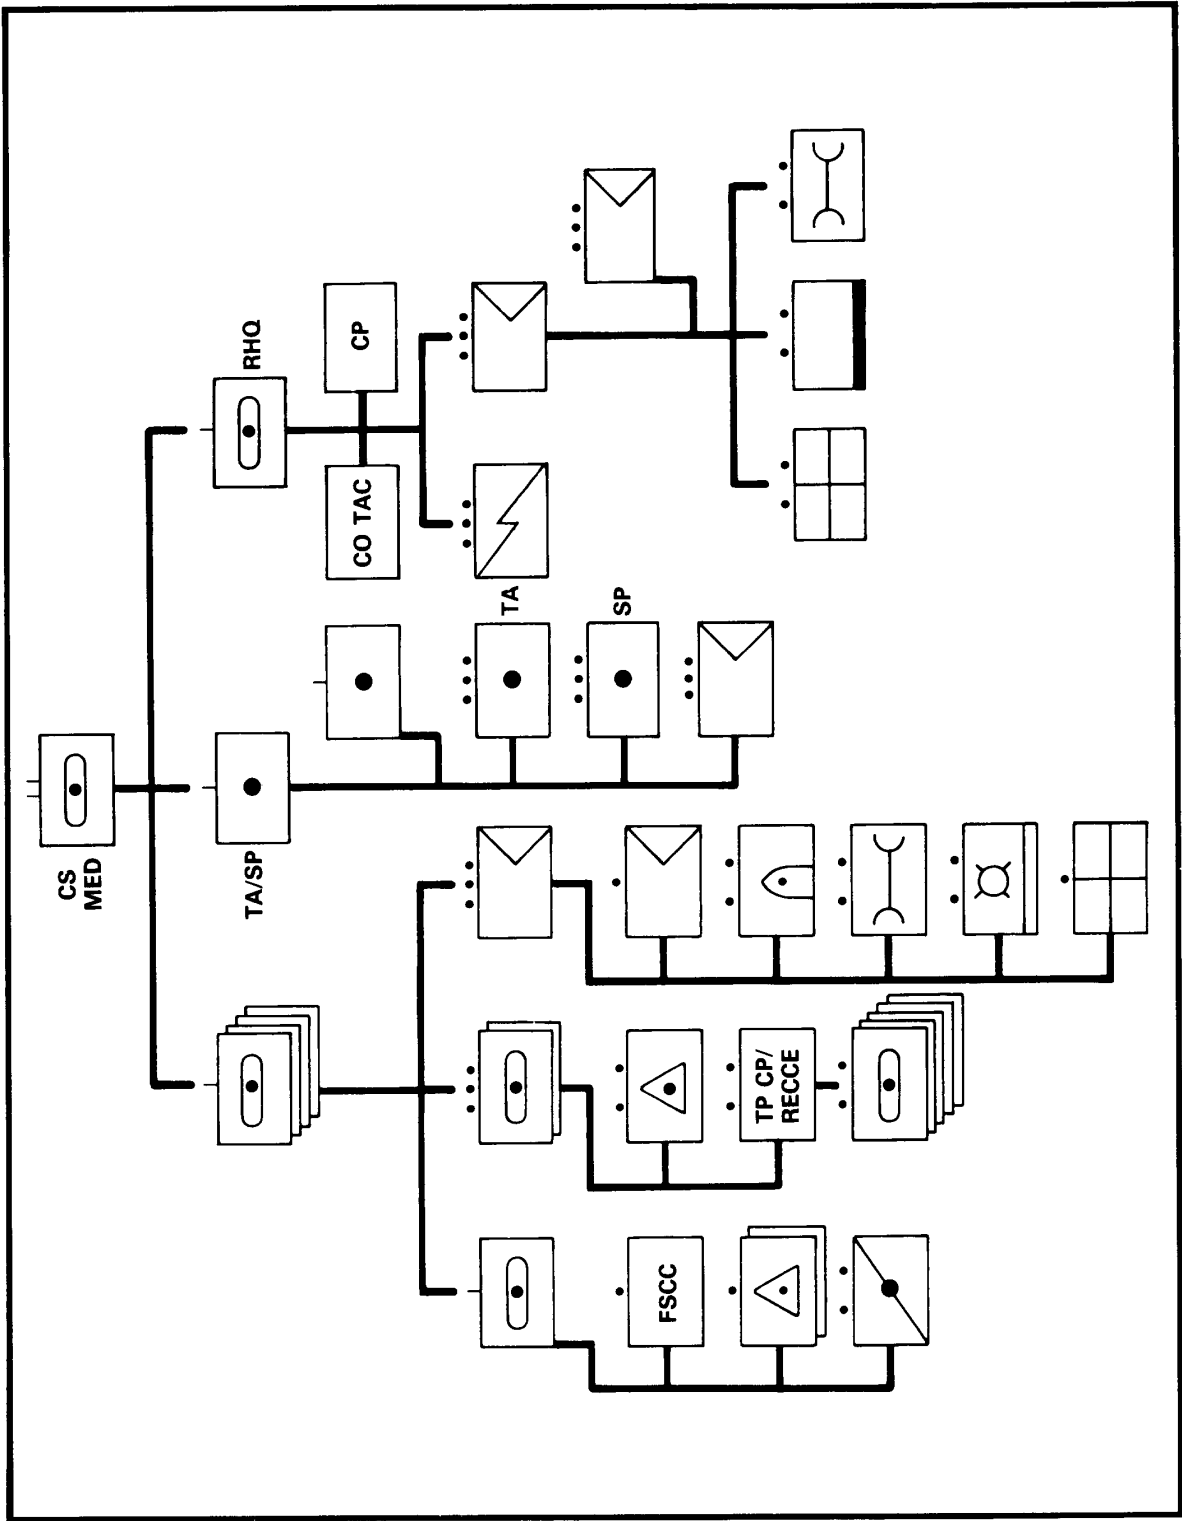 CS
MED
RHQ
TA/SP
CO TAC
CP
TA
SP
FSCC
TP CP/
RECCE